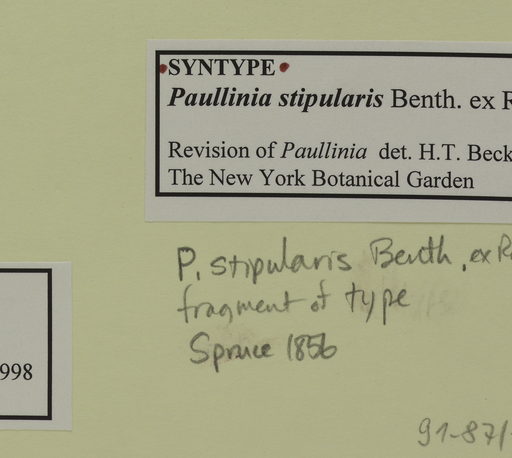 SYNTYPE
Paullinia stipularis Benth. ex R
Revision of Paullinia det. H.T. Beck
The New York Botanical Garden
P. stipularis Benth. ex Ra
fragment of type
Spruce 1856
998
91-87/